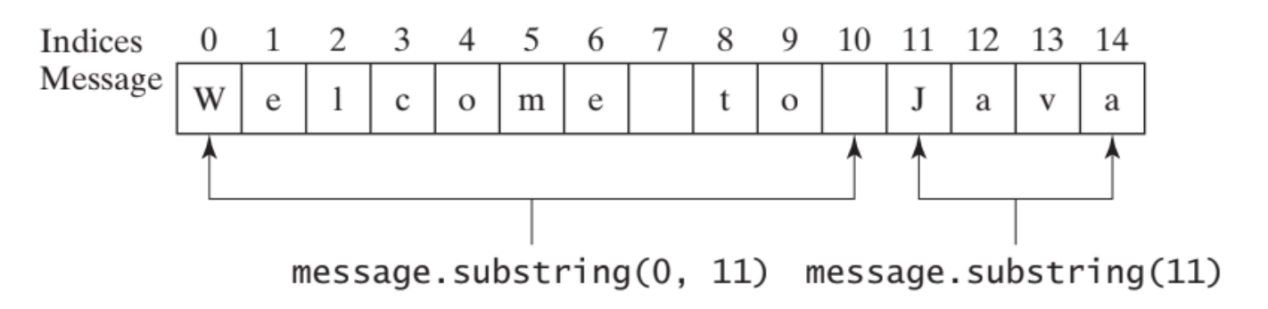 Indices 0 1 2 3 4 5 6 7 8 9 10 11 12 13 14
Message W e l c o m e t o J a v a
message.substring(0, 11) message.substring(11)